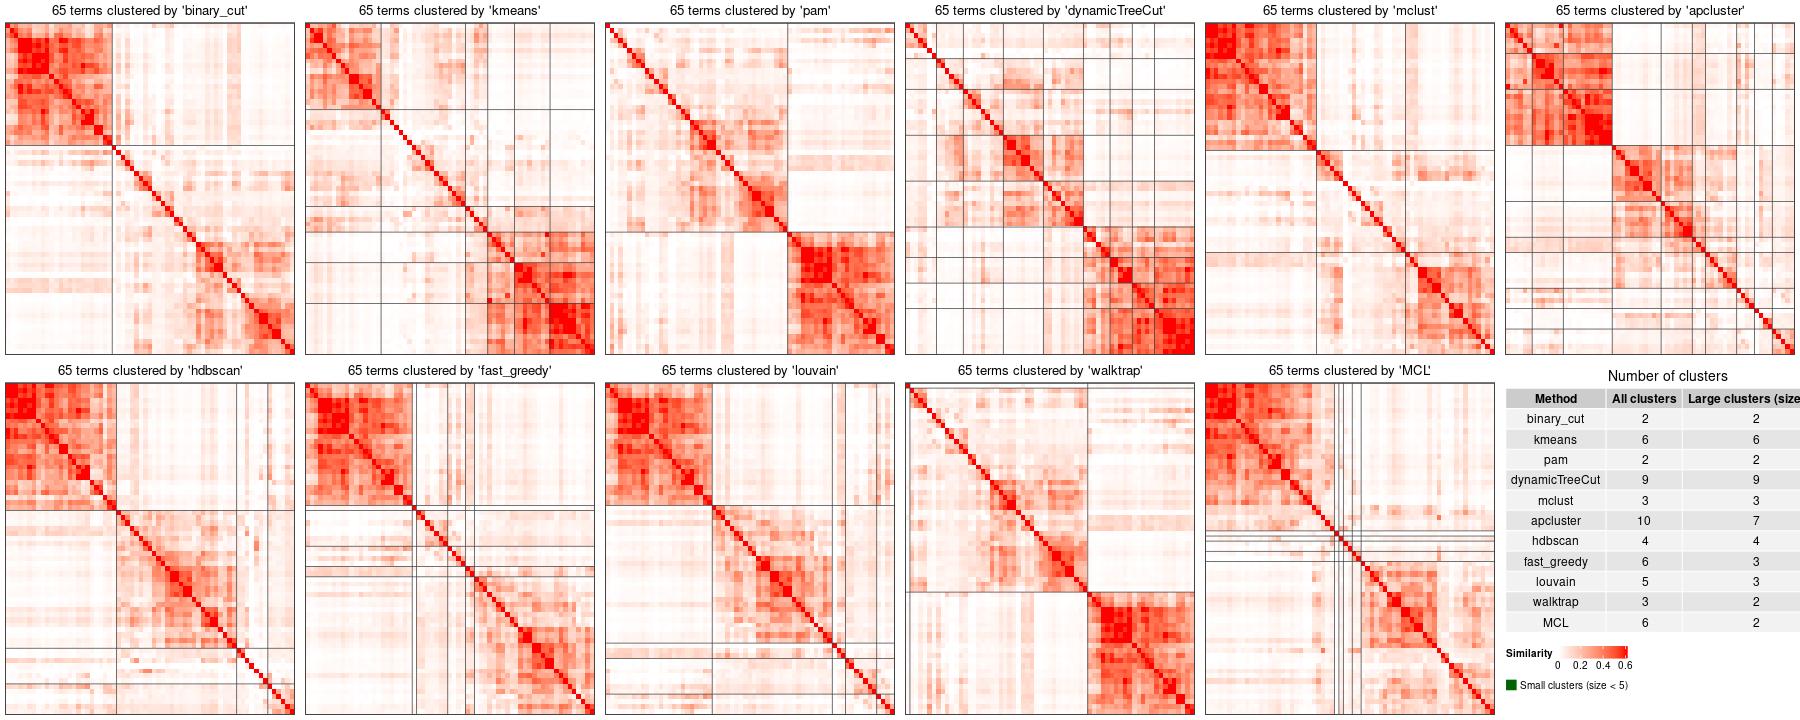 65 terms clustered by 'binary_cut'
65 terms clustered by 'kmeans'
65 terms clustered by 'pam'
65 terms clustered by 'dynamicTreeCut'
65 terms clustered by 'mclust'
65 terms clustered by 'apcluster'
65 terms clustered by 'hdbscan'
65 terms clustered by 'fast_greedy'
65 terms clustered by 'louvain'
65 terms clustered by 'walktrap'
65 terms clustered by 'MCL'
Number of clusters
Method All clusters Large clusters (size
binary_cut 2 2
kmeans 6 6
pam 2 2
dynamicTreeCut 9 9
mclust 3 3
apcluster 10 7
hdbscan 4 4
fast_greedy 6 3
louvain 5 3
walktrap 3 2
MCL 6 2
Similarity
0 0.2 0.4 0.6
Small clusters (size < 5)